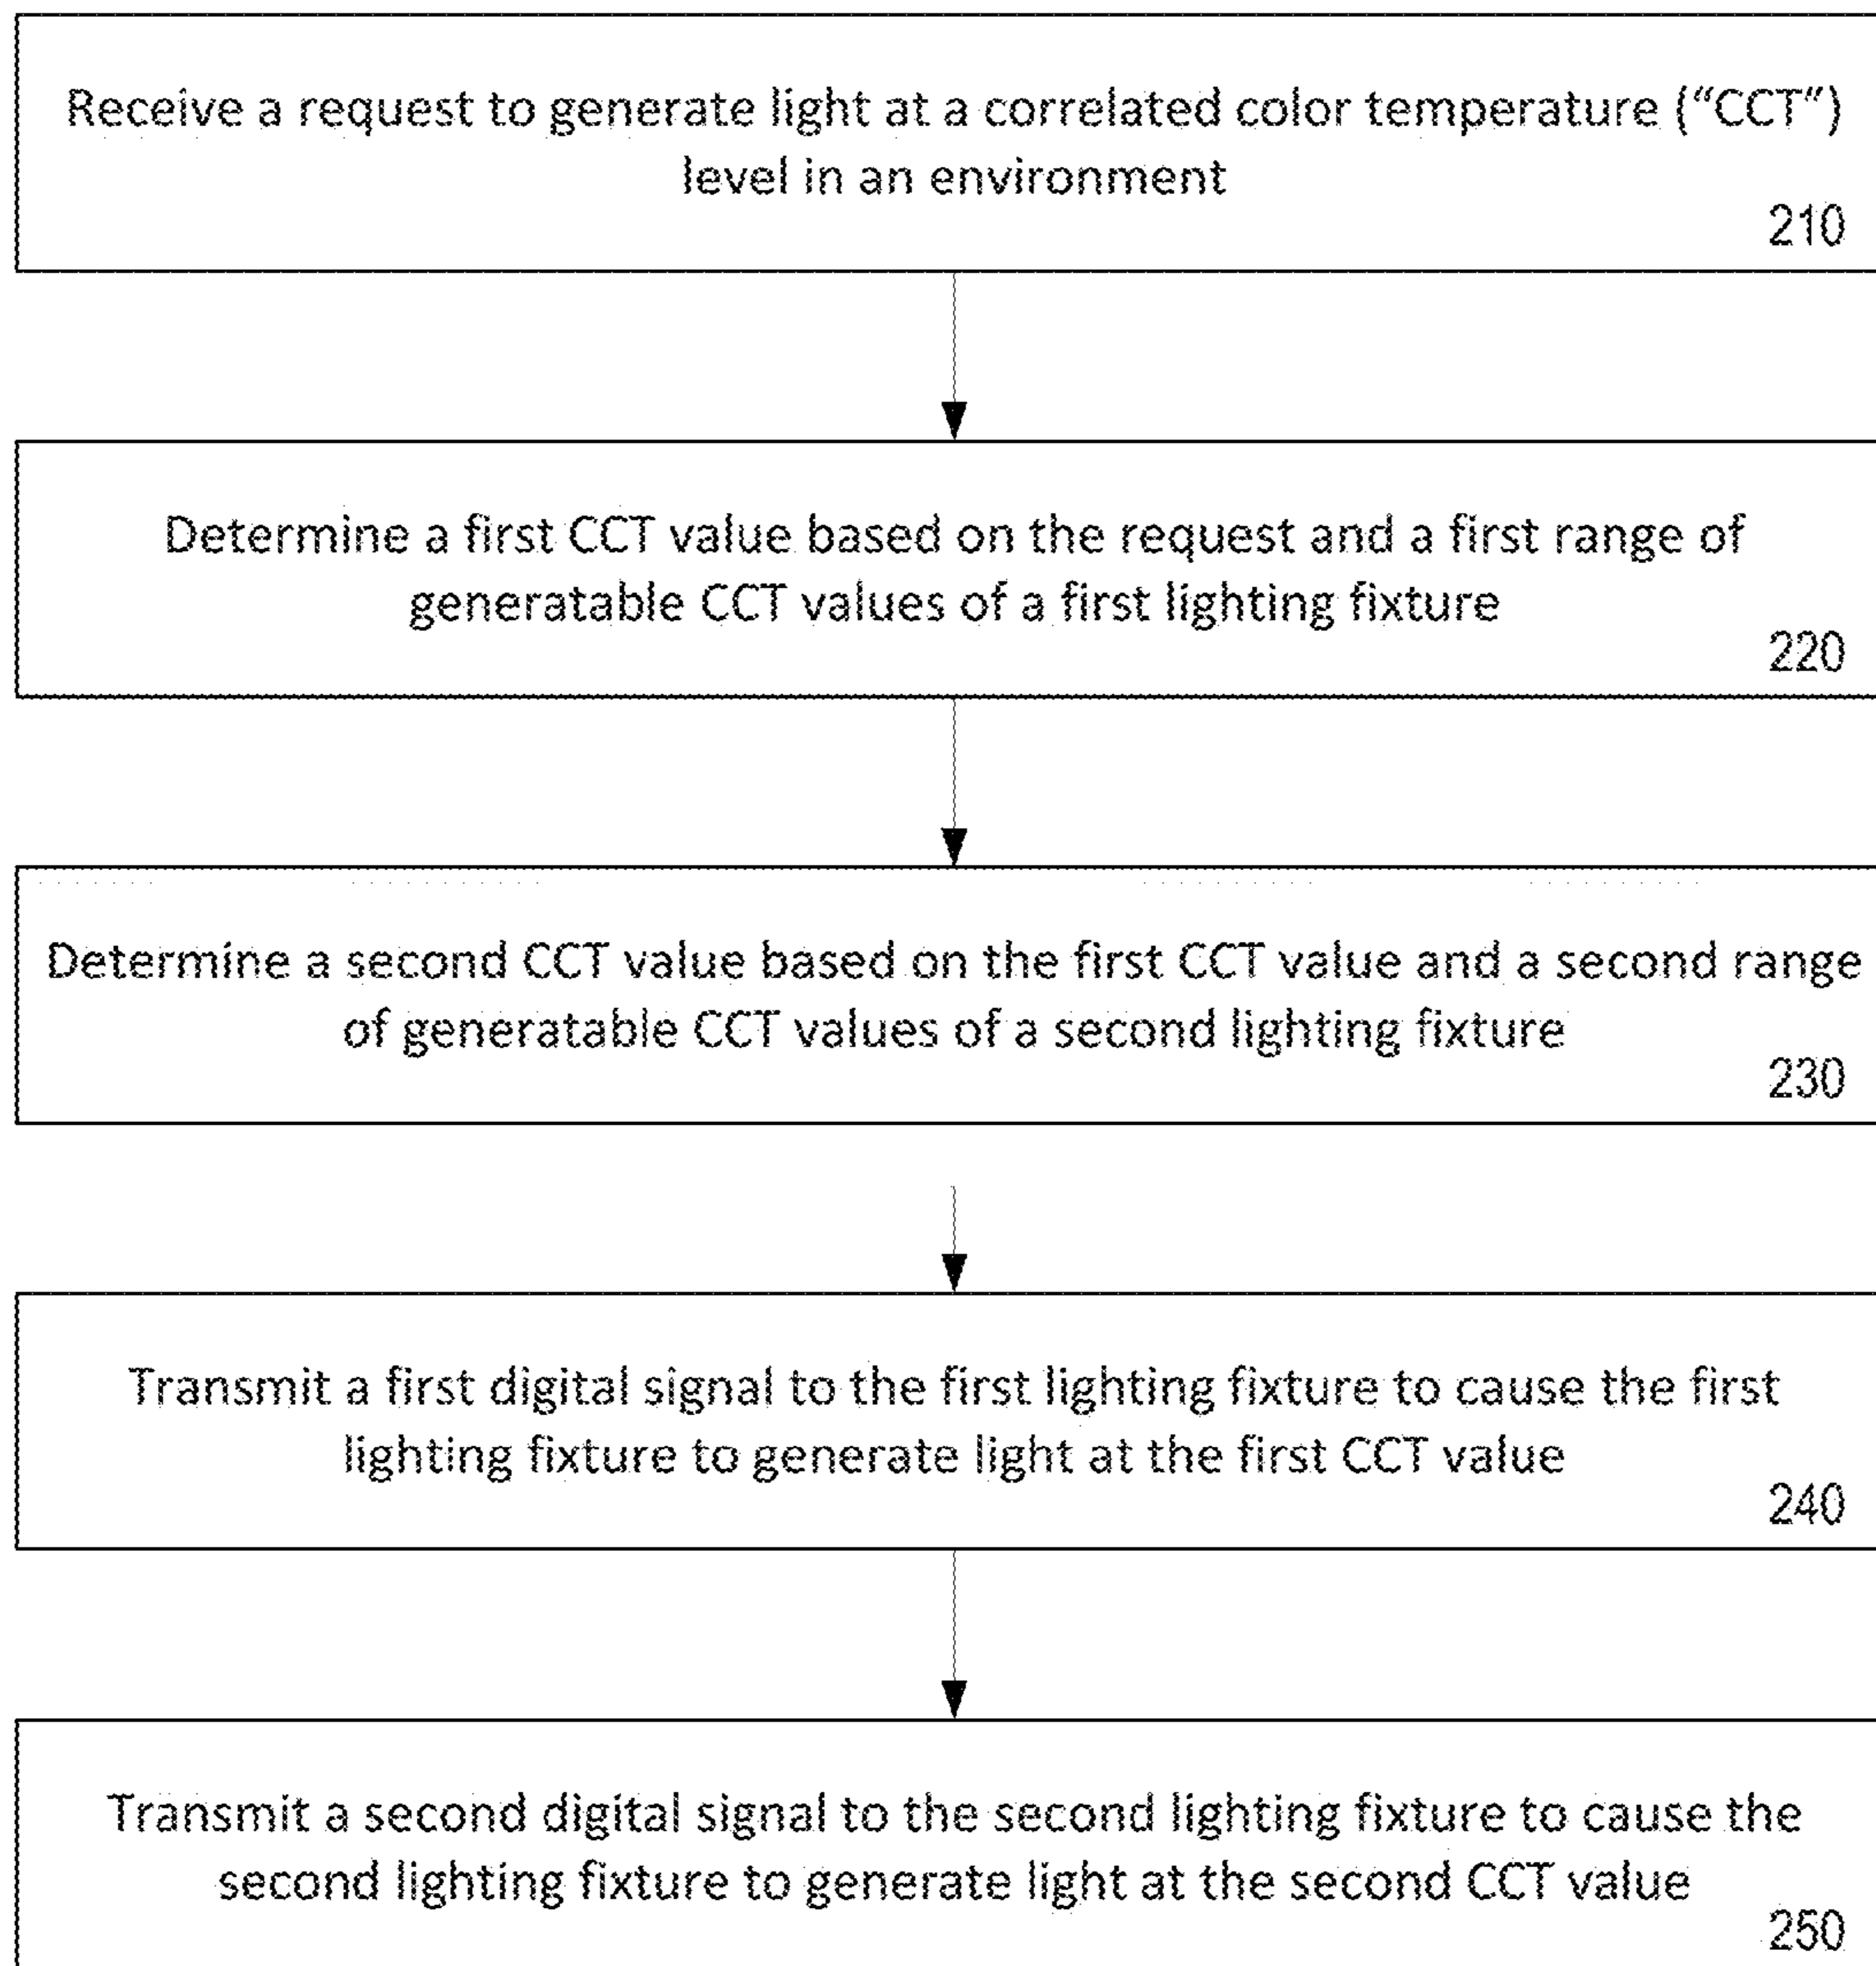 Receive a request to generate light at a correlated color temperature (“CCT”)
level in an environment
210
Determine a first CCT value based on the request and a first range of
generatable CCT values of a first lighting fixture
220
Determine a second CCT value based on the first CCT value and a second range
of generatable CCT values of a second lighting fixture
230
Transmit a first digital signal to the first lighting fixture to cause the first
lighting fixture to generate light at the first CCT value
240
Transmit a second digital signal to the second lighting fixture to cause the
second lighting fixture to generate light at the second CCT value
250